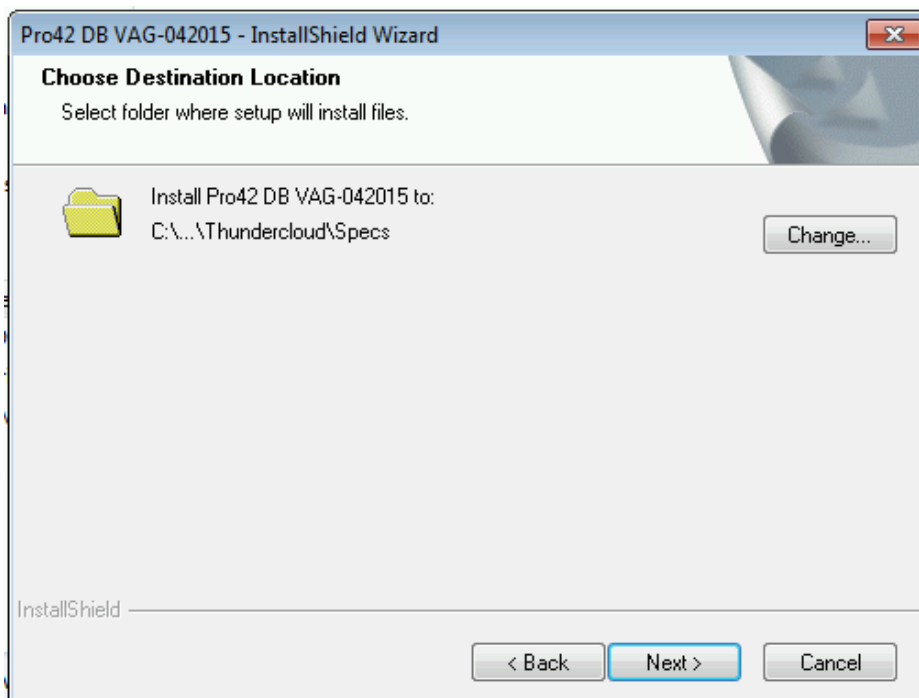 Pro42 DB VAG-042015 - InstallShield Wizard
Choose Destination Location
Select folder where setup will install files.
Install Pro42 DB VAG-042015 to:
C:\...\Thundercloud\Specs
Change...
InstallShield
< Back
Next >
Cancel